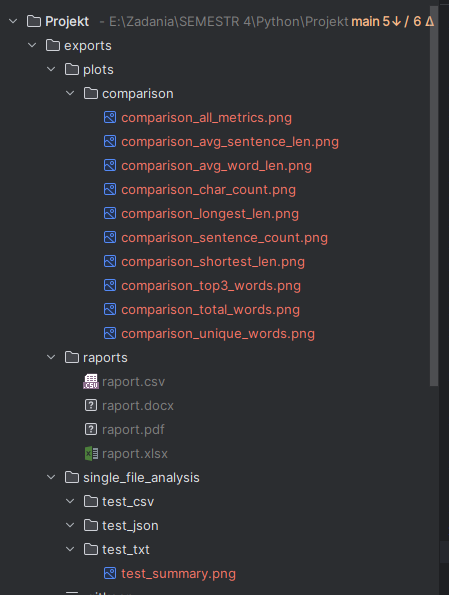 Projekt - E:\Zadania\SEMESTR 4\Python\Projekt main 5↓ / 6 Δ
exports
plots
comparison
comparison_all_metrics.png
comparison_avg_sentence_len.png
comparison_avg_word_len.png
comparison_char_count.png
comparison_longest_len.png
comparison_sentence_count.png
comparison_shortest_len.png
comparison_top3_words.png
comparison_total_words.png
comparison_unique_words.png
raports
raport.csv
raport.docx
raport.pdf
raport.xlsx
single_file_analysis
test_csv
test_json
test_txt
test_summary.png